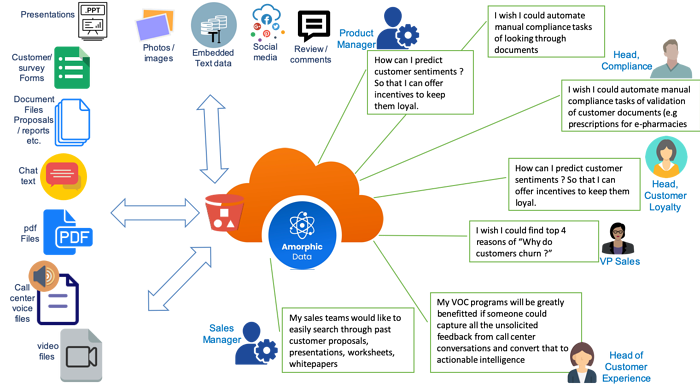 Presentations
.PPT
Customer/
survey
Forms
Document
Files
Proposals
/ reports
etc.
Chat
text
pdf
Files
PDF
Call
center
voice
files
video
files
Photos /
images
T
Embedded
Text data
Social
media
Review /
comments
Amorphic
Data
Product
Manager
How can I predict
customer sentiments ?
So that I can offer
incentives to keep
them loyal.
I wish I could automate
manual compliance tasks
of looking through
documents
Head,
Compliance
I wish I could automate manual
compliance tasks of validation
of customer documents (e.g
prescriptions for e-pharmacies
How can I predict customer
sentiments ? So that I can
offer incentives to keep them
loyal.
Head,
Customer
Loyalty
I wish I could find top 4
reasons of “Why do
customers churn ?”
VP Sales
My VOC programs will be greatly
benefitted if someone could
capture all the unsolicited
feedback from call center
conversations and convert that to
actionable intelligence
Head of
Customer
Experience
Sales
Manager
My sales teams would like to
easily search through past
customer proposals,
presentations, worksheets,
whitepapers